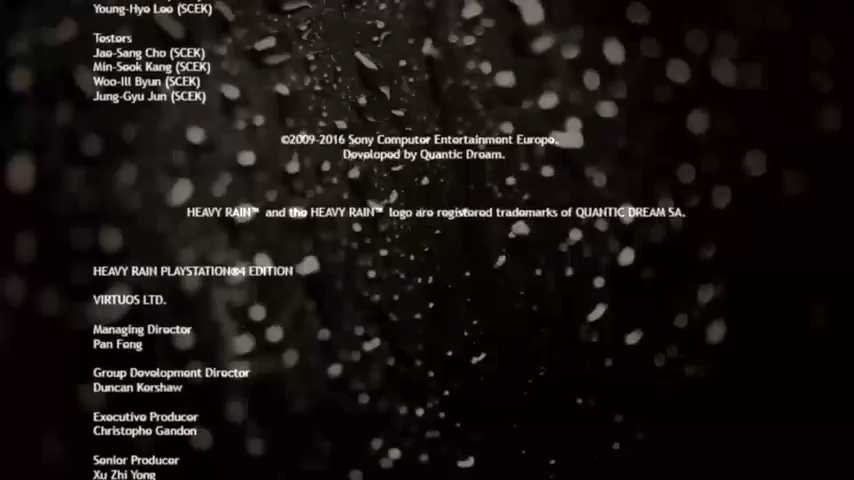 Young-Hyo Loo (SCEK)
Testors
Jae-Sang Cho (SCEK)
Min-Sook Kang (SCEK)
Woo-Ill Byun (SCEK)
Jung-Gyu Jun (SCEK)
©2009-2016 Sony Computer Entertainment Europe.
Developed by Quantic Dream.
HEAVY RAIN™ and the HEAVY RAIN™ logo are registered trademarks of QUANTIC DREAM SA.
HEAVY RAIN PLAYSTATION®4 EDITION
VIRTUOS LTD.
Managing Director
Pan Feng
Group Development Director
Duncan Kershaw
Executive Producer
Christophe Gandon
Senior Producer
Xu Zhi Yong